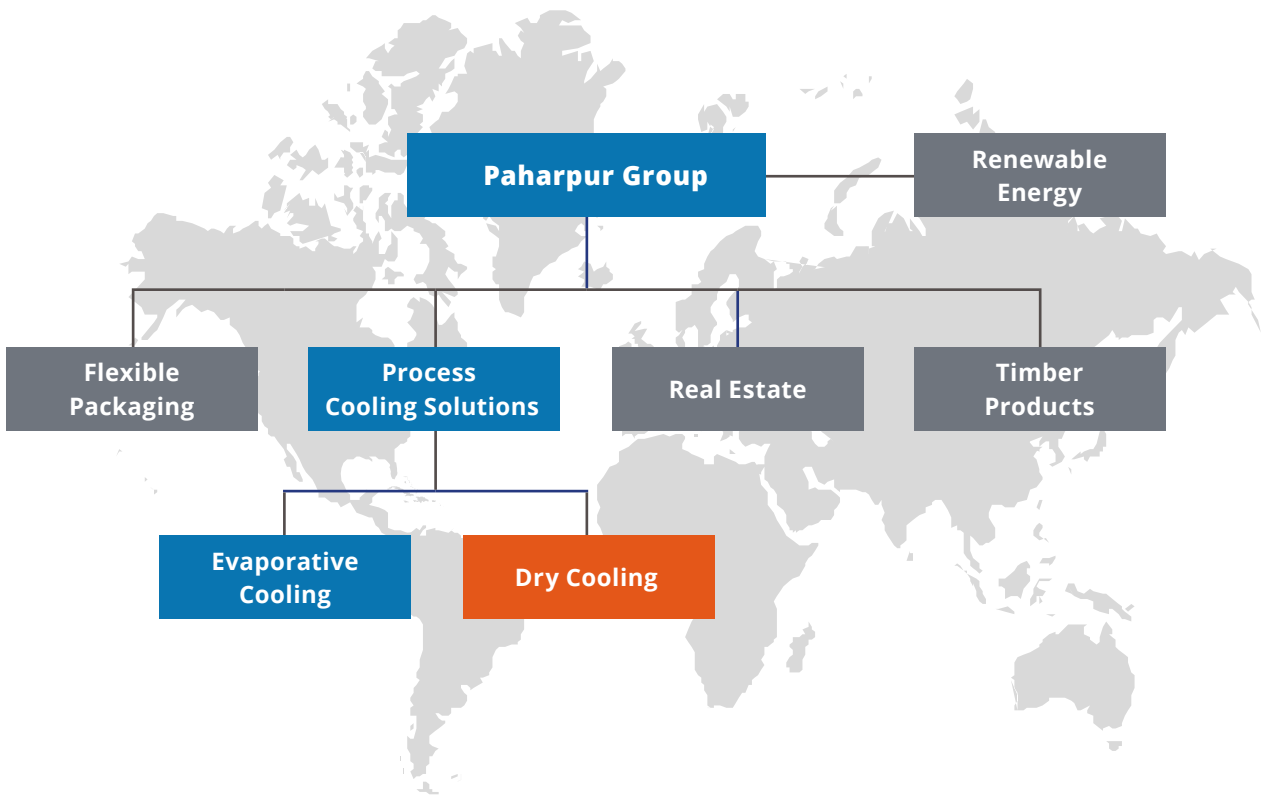 Paharpur Group
Renewable
Energy
Flexible
Packaging
Process
Cooling Solutions
Real Estate
Timber
Products
Evaporative
Cooling
Dry Cooling